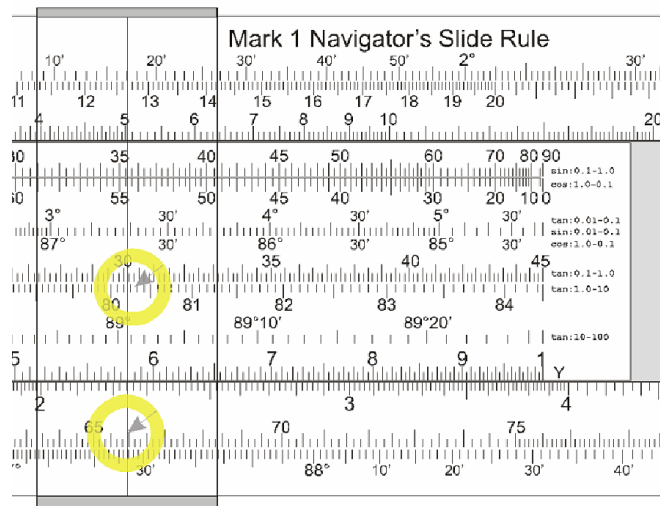 Mark 1 Navigator's Slide Rule
10' 20' 30' 40' 50' 2° 30'
11 12 13 14 15 16 17 18 19 20
4 5 6 7 8 9 10 20
30 35 40 45 50 60 70 80 90
sin:0.1-1.0
cos:1.0-0.1
60 55 50 45 40 30 20 10 0
3° 30' 4° 30' 5° 30'
tan:0.01-0.1
sin:0.01-0.1
87° 30' 86° 30' 85° 30'
cos:1.0-0.1
30 35 40 45
tan:0.1-1.0
tan:1.0-10
80 81 82 83 84
89° 89°10' 89°20'
tan:10-100
5 6 7 8 9 1 Y
2 3 4
65 70 75
30' 88° 10' 20' 30' 40'